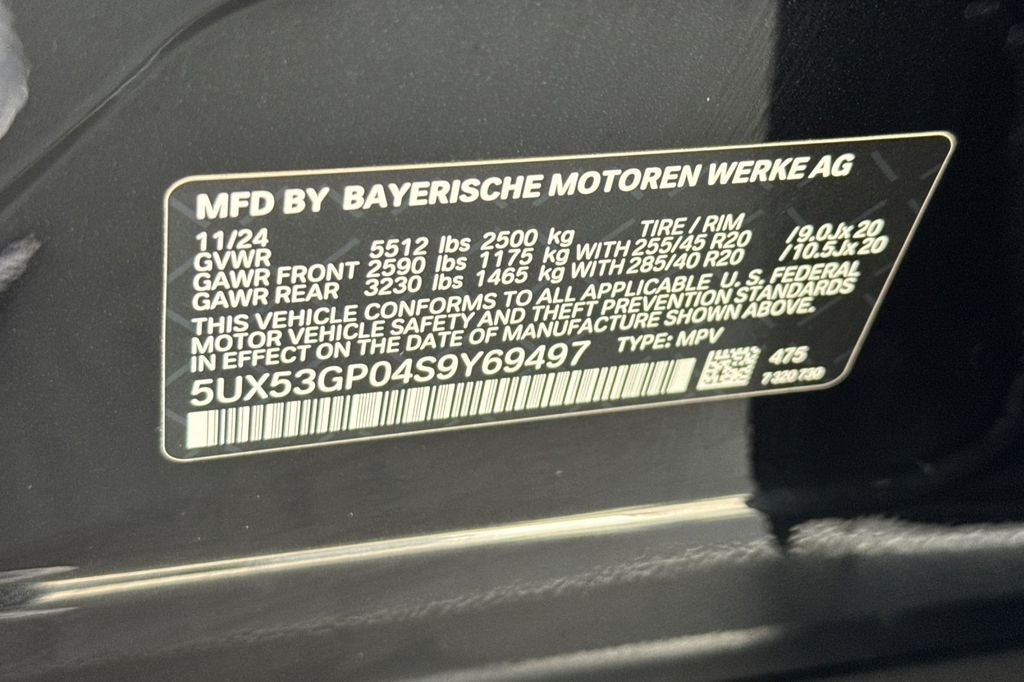 MFD BY BAYERISCHE MOTOREN WERKE AG
11/24 TIRE / RIM
GVWR 5512 lbs 2500 kg
GAWR FRONT 2590 lbs 1175 kg WITH 255/45 R20 /9.0Jx20
GAWR REAR 3230 lbs 1465 kg WITH 285/40 R20 /10.5Jx20
THIS VEHICLE CONFORMS TO ALL APPLICABLE U. S. FEDERAL
MOTOR VEHICLE SAFETY AND THEFT PREVENTION STANDARDS
IN EFFECT ON THE DATE OF MANUFACTURE SHOWN ABOVE.
5UX53GP04S9Y69497 TYPE: MPV
475
7 320 730